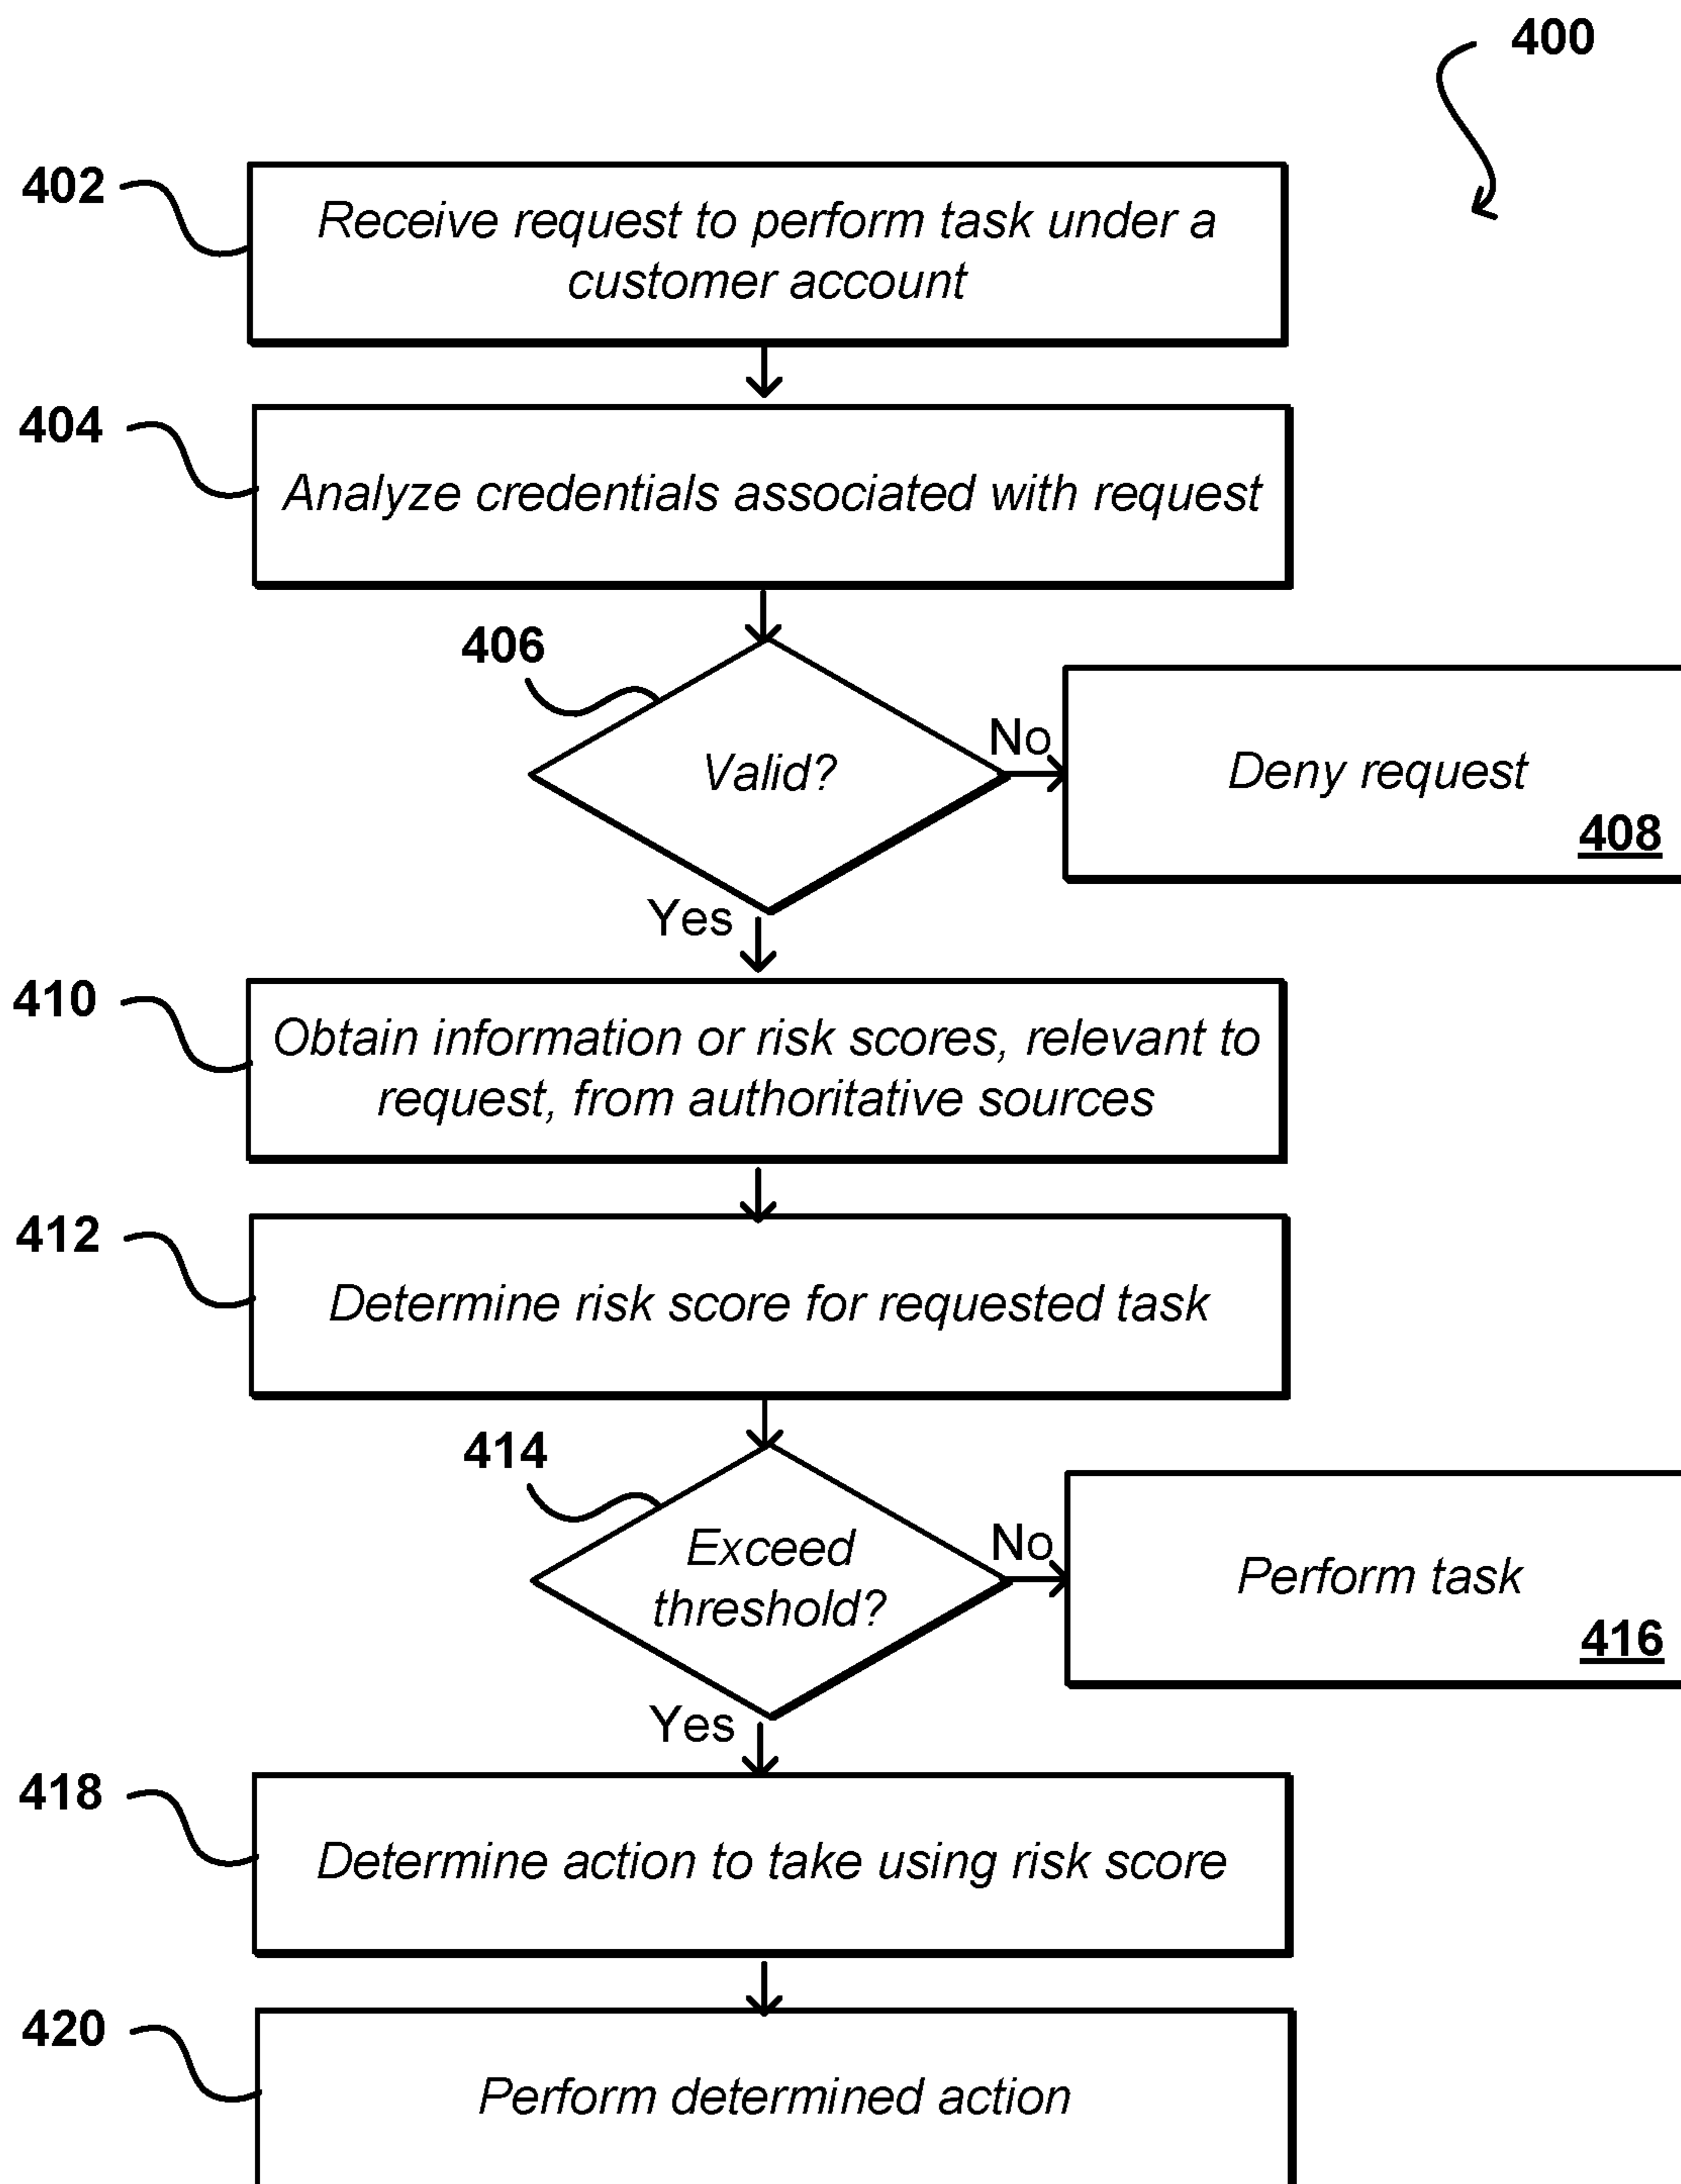 400
402
Receive request to perform task under a
customer account
404
Analyze credentials associated with request
406
Valid?
No
Deny request
408
Yes
410
Obtain information or risk scores, relevant to
request, from authoritative sources
412
Determine risk score for requested task
414
Exceed
threshold?
No
Perform task
416
Yes
418
Determine action to take using risk score
420
Perform determined action